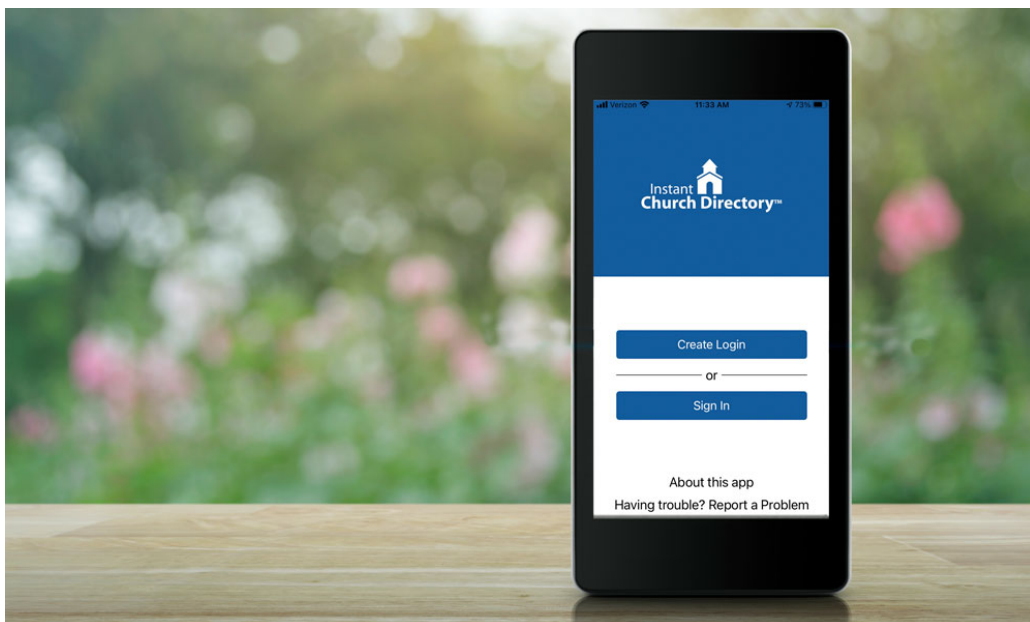 Verizon 11:33 AM 73%
Instant
Church Directory™
Create Login
or
Sign In
About this app
Having trouble? Report a Problem